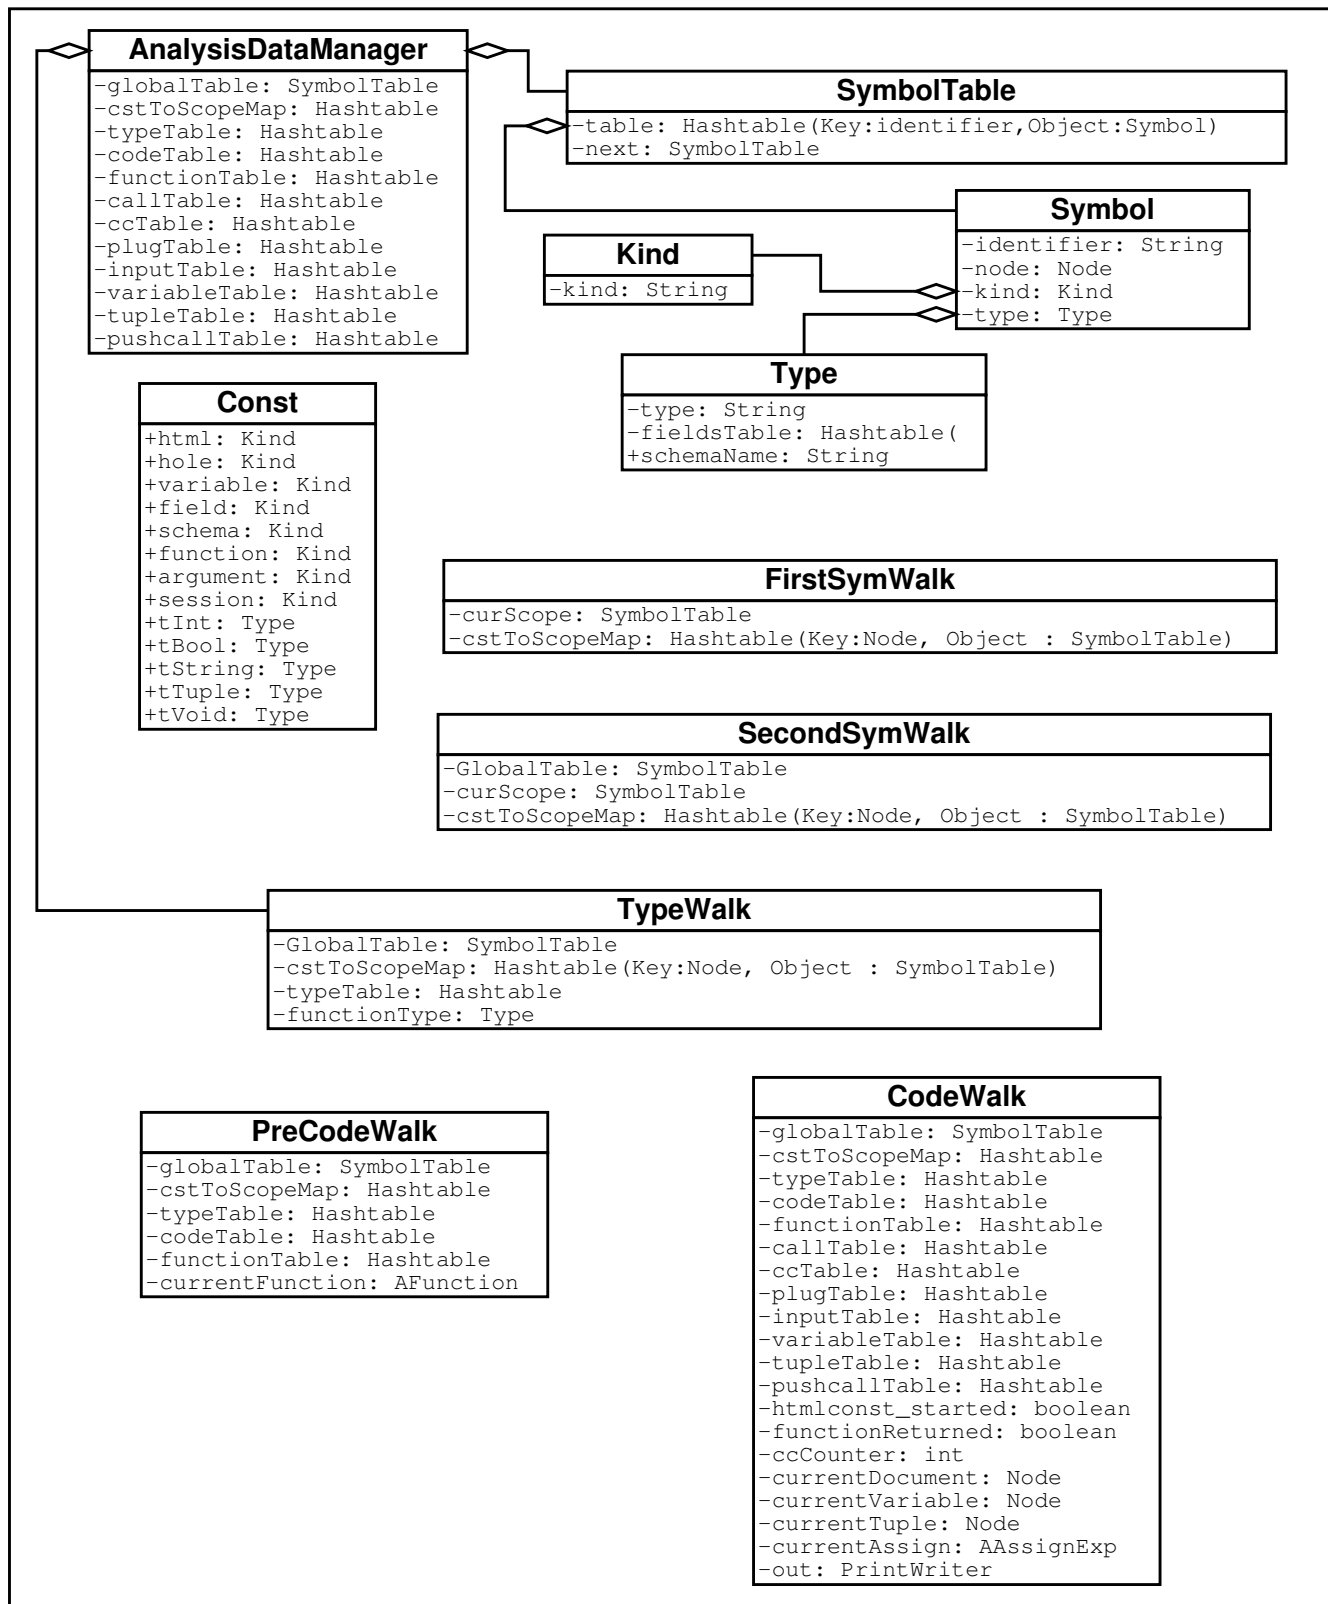 AnalysisDataManager
-globalTable: SymbolTable
-cstToScopeMap: Hashtable
-typeTable: Hashtable
-codeTable: Hashtable
-functionTable: Hashtable
-callTable: Hashtable
-ccTable: Hashtable
-plugTable: Hashtable
-inputTable: Hashtable
-variableTable: Hashtable
-tupleTable: Hashtable
-pushcallTable: Hashtable
SymbolTable
-table: Hashtable(Key:identifier,Object:Symbol)
-next: SymbolTable
Symbol
-identifier: String
-node: Node
-kind: Kind
-type: Type
Kind
-kind: String
Type
-type: String
-fieldsTable: Hashtable(
+schemaName: String
Const
+html: Kind
+hole: Kind
+variable: Kind
+field: Kind
+schema: Kind
+function: Kind
+argument: Kind
+session: Kind
+tInt: Type
+tBool: Type
+tString: Type
+tTuple: Type
+tVoid: Type
FirstSymWalk
-curScope: SymbolTable
-cstToScopeMap: Hashtable(Key:Node, Object : SymbolTable)
SecondSymWalk
-GlobalTable: SymbolTable
-curScope: SymbolTable
-cstToScopeMap: Hashtable(Key:Node, Object : SymbolTable)
TypeWalk
-GlobalTable: SymbolTable
-cstToScopeMap: Hashtable(Key:Node, Object : SymbolTable)
-typeTable: Hashtable
-functionType: Type
PreCodeWalk
-globalTable: SymbolTable
-cstToScopeMap: Hashtable
-typeTable: Hashtable
-codeTable: Hashtable
-functionTable: Hashtable
-currentFunction: AFunction
CodeWalk
-globalTable: SymbolTable
-cstToScopeMap: Hashtable
-typeTable: Hashtable
-codeTable: Hashtable
-functionTable: Hashtable
-callTable: Hashtable
-ccTable: Hashtable
-plugTable: Hashtable
-inputTable: Hashtable
-variableTable: Hashtable
-tupleTable: Hashtable
-pushcallTable: Hashtable
-htmlconst_started: boolean
-functionReturned: boolean
-ccCounter: int
-currentDocument: Node
-currentVariable: Node
-currentTuple: Node
-currentAssign: AAssignExp
-out: PrintWriter